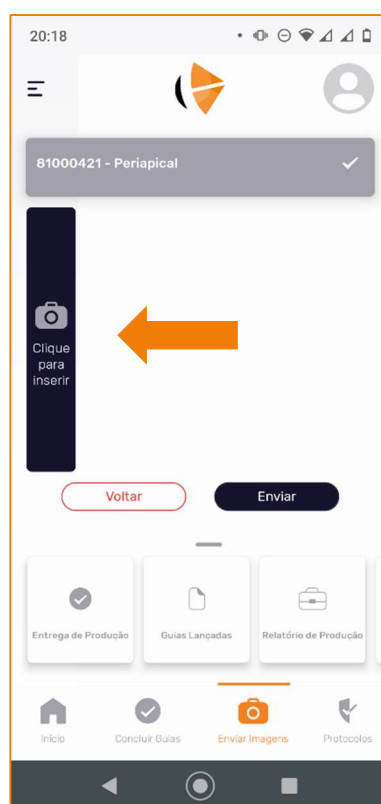 20:18
81000421 - Periapical
Clique
para
inserir
Voltar
Enviar
Entrega de Produção
Guias Lançadas
Relatório de Produção
Início
Concluir Guias
Enviar Imagens
Protocolos